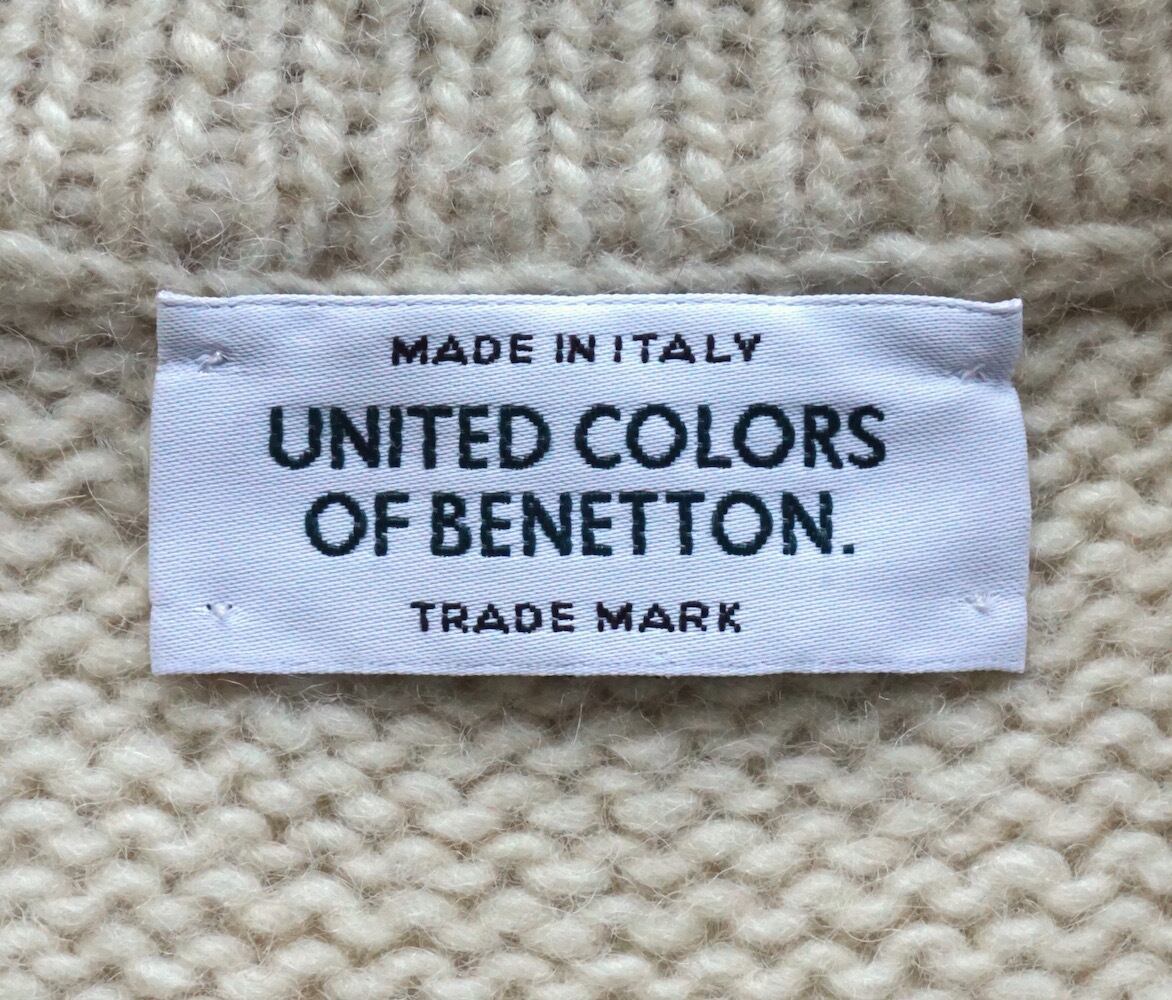 MADE IN ITALY
UNITED COLORS
OF BENETTON.
TRADE MARK